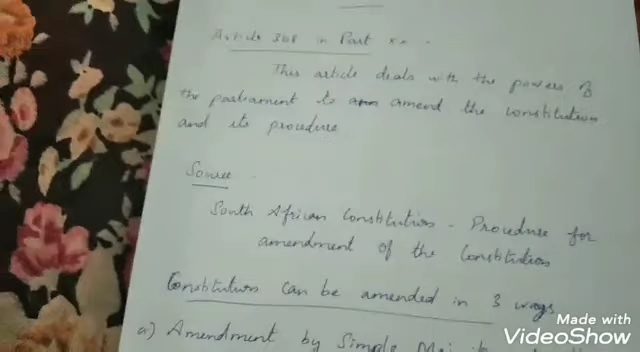 Article 368 in Part xx.
This article deals with the powers of
the parliament to amend the constitution
and its procedure
Source
South African Constitution - Procedure for
amendment of the Constitution
Constitution can be amended in 3 ways
a) Amendment by Simple
Made with
VideoShow